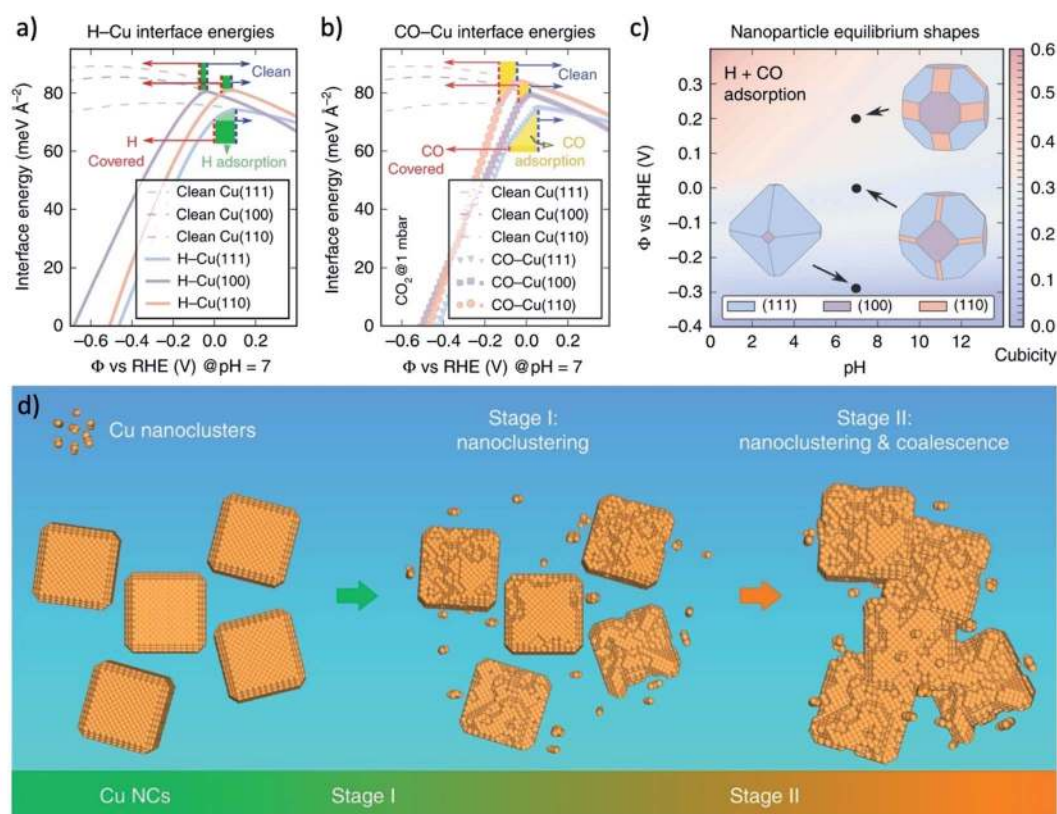 a)
H–Cu interface energies
Interface energy (meV Å⁻²)
80
60
40
20
0
Clean
H
Covered
H adsorption
Clean Cu(111)
Clean Cu(100)
Clean Cu(110)
H–Cu(111)
H–Cu(100)
H–Cu(110)
−0.6 −0.4 −0.2 0.0 0.2
Φ vs RHE (V) @pH = 7
b)
CO–Cu interface energies
Interface energy (meV Å⁻²)
80
60
40
20
0
Clean
CO
Covered
CO
adsorption
CO₂ @ 1 mbar
Clean Cu(111)
Clean Cu(100)
Clean Cu(110)
CO–Cu(111)
CO–Cu(100)
CO–Cu(110)
−0.6 −0.4 −0.2 0.0 0.2
Φ vs RHE (V) @pH = 7
c)
Nanoparticle equilibrium shapes
H + CO
adsorption
Φ vs RHE (V)
0.3
0.2
0.1
0.0
−0.1
−0.2
−0.3
−0.4
(111) (100) (110)
0 2 4 6 8 10 12
pH
0.6
0.5
0.4
0.3
0.2
0.1
0.0
Cubicity
d)
Cu nanoclusters
Stage I:
nanoclustering
Stage II:
nanoclustering & coalescence
Cu NCs Stage I Stage II